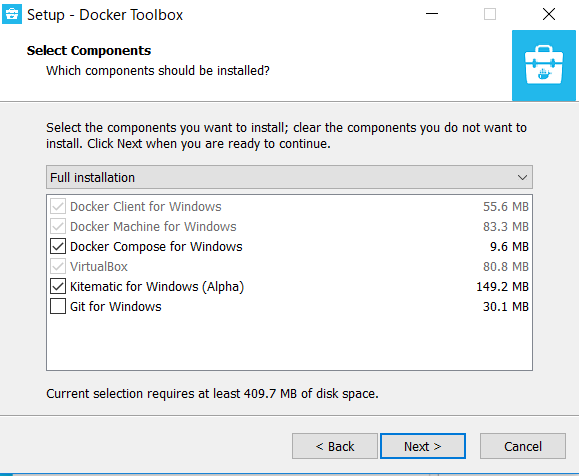 Setup - Docker Toolbox
Select Components
Which components should be installed?
Select the components you want to install; clear the components you do not want to
install. Click Next when you are ready to continue.
Full installation
Docker Client for Windows 55.6 MB
Docker Machine for Windows 83.3 MB
Docker Compose for Windows 9.6 MB
VirtualBox 80.8 MB
Kitematic for Windows (Alpha) 149.2 MB
Git for Windows 30.1 MB
Current selection requires at least 409.7 MB of disk space.
< Back Next > Cancel